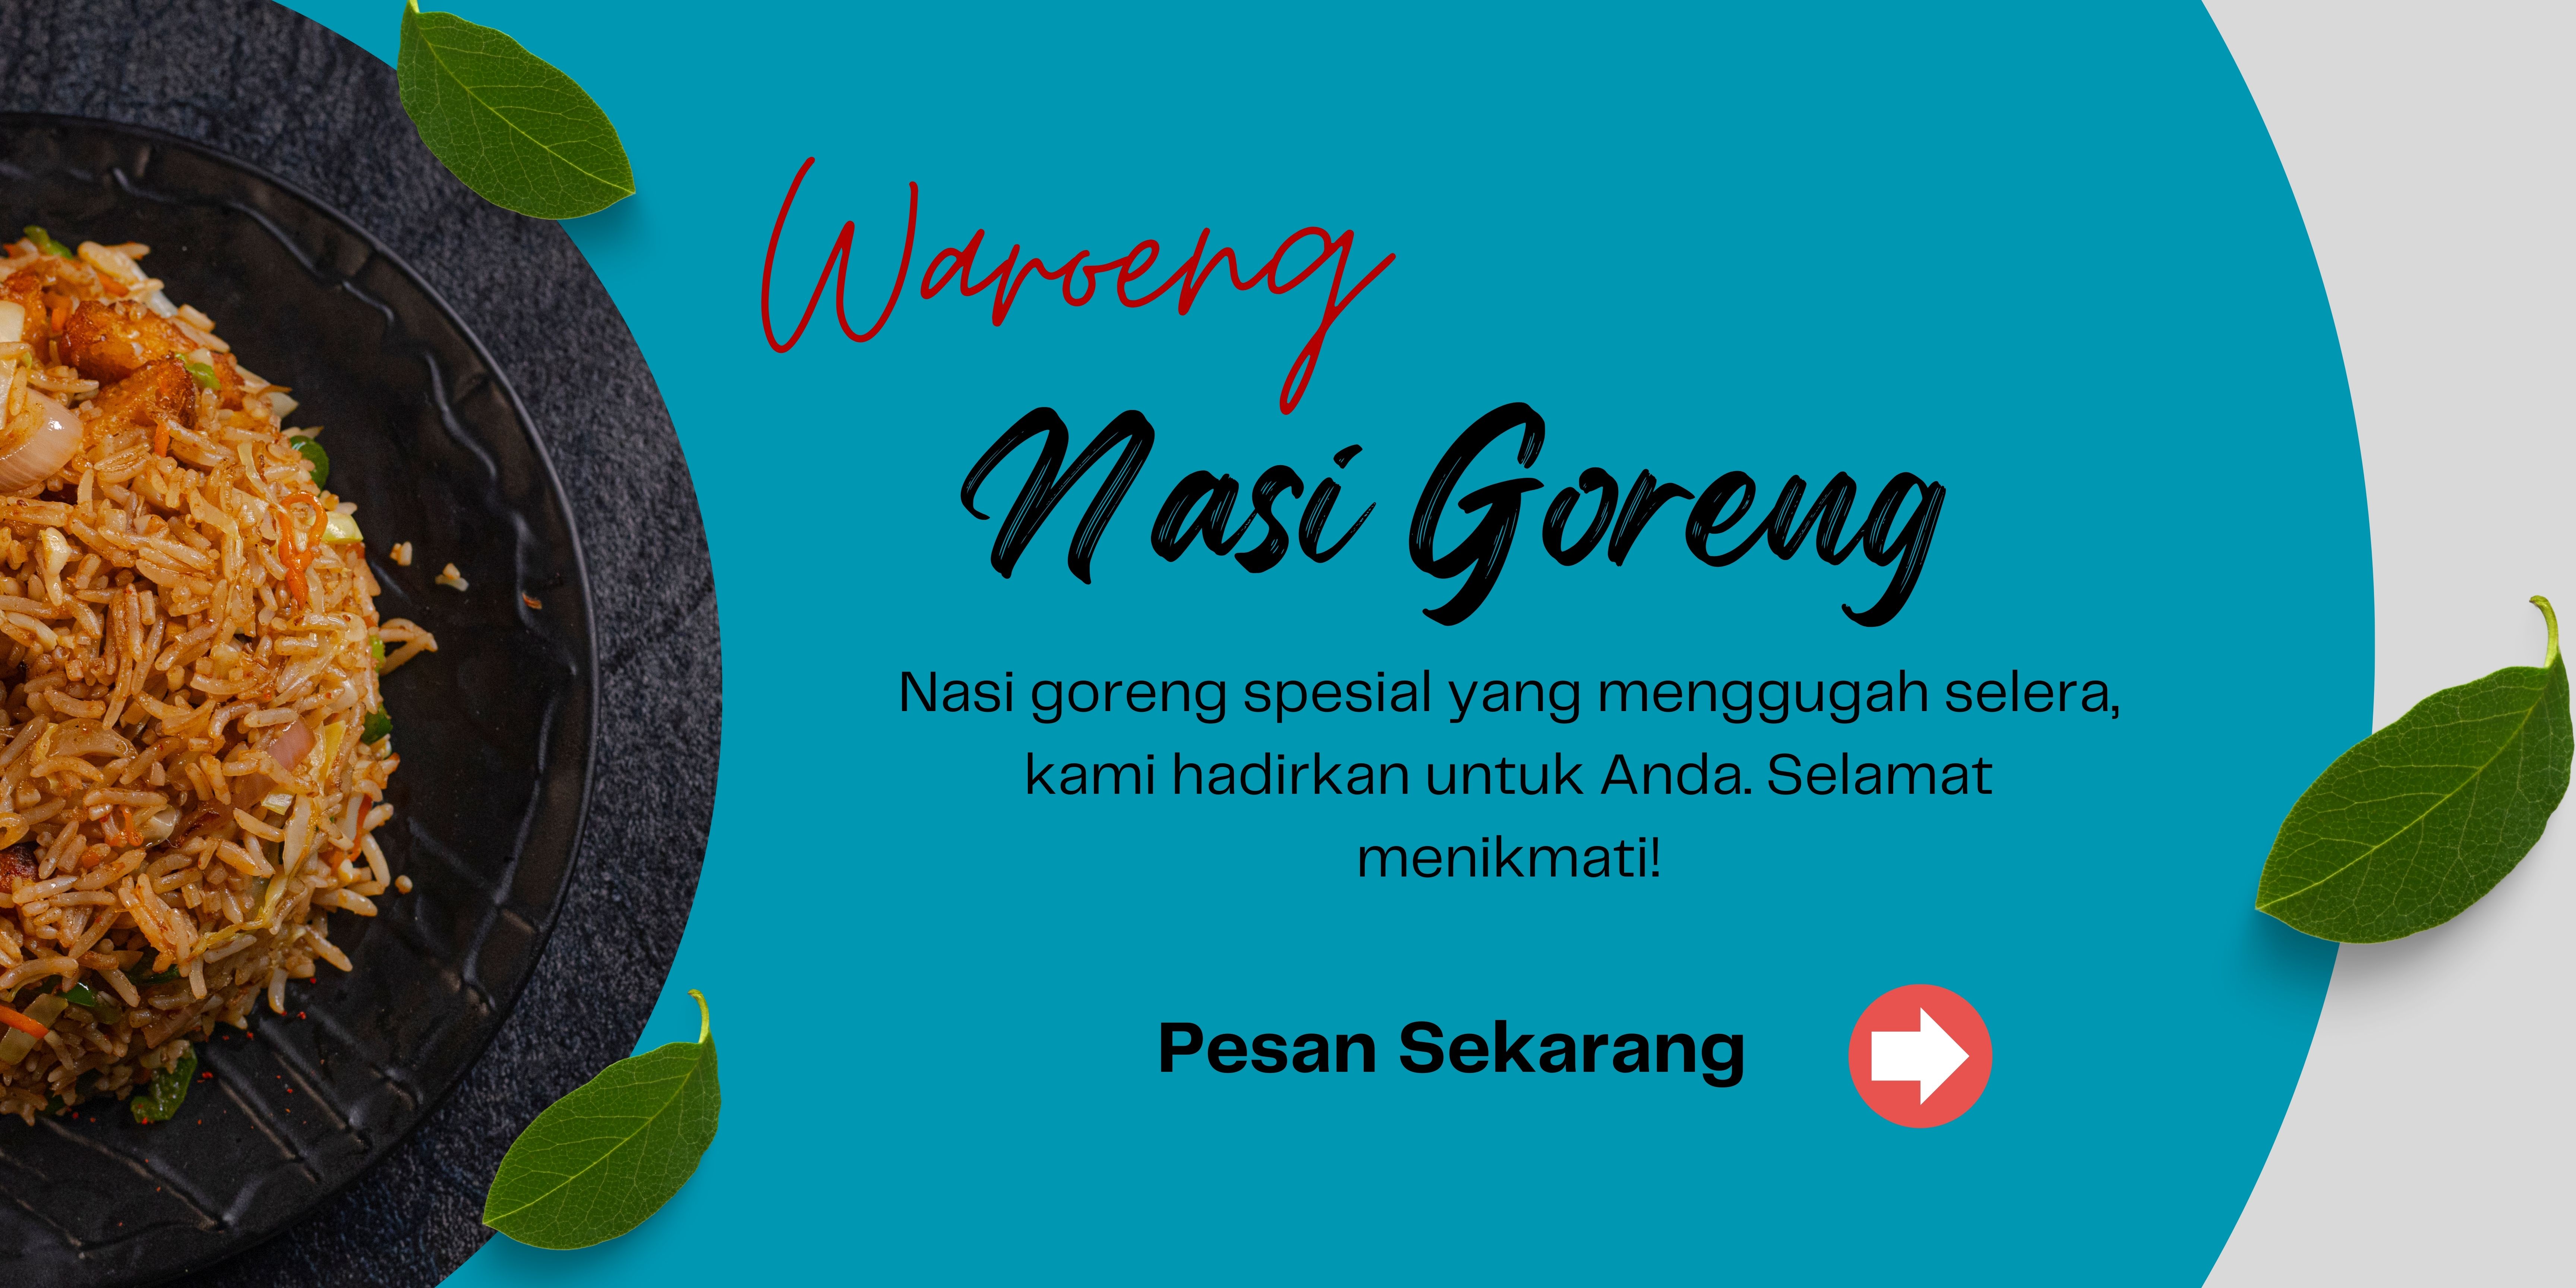 Waroeng
Nasi Goreng
Nasi goreng spesial yang menggugah selera,
kami hadirkan untuk Anda. Selamat
menikmati!
Pesan Sekarang